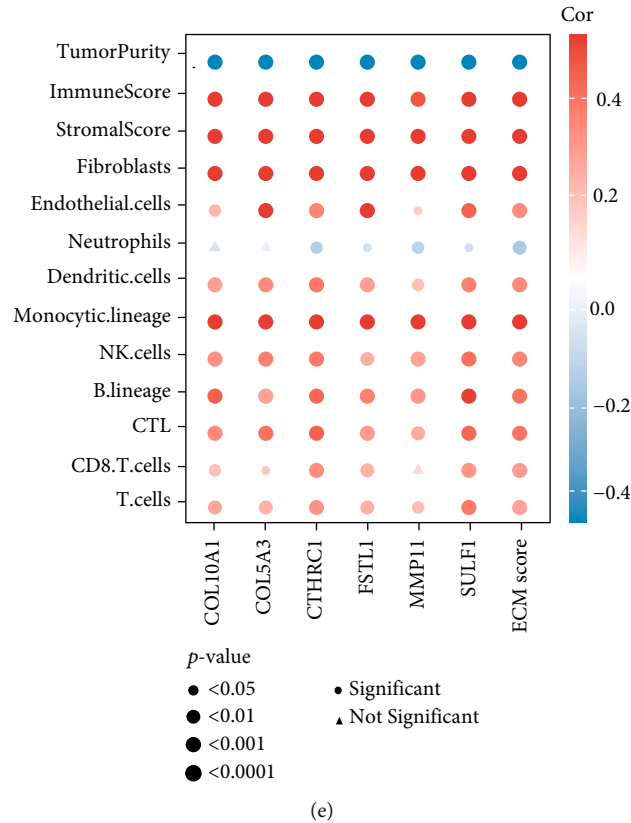 Cor
TumorPurity
ImmuneScore
StromalScore
Fibroblasts
Endothelial.cells
Neutrophils
Dendritic.cells
Monocytic.lineage
NK.cells
B.lineage
CTL
CD8.T.cells
T.cells
0.4
0.2
0.0
−0.2
−0.4
COL10A1
COL5A3
CTHRC1
FSTL1
MMP11
SULF1
ECM score
p-value
<0.05
<0.01
<0.001
<0.0001
Significant
Not Significant
(e)